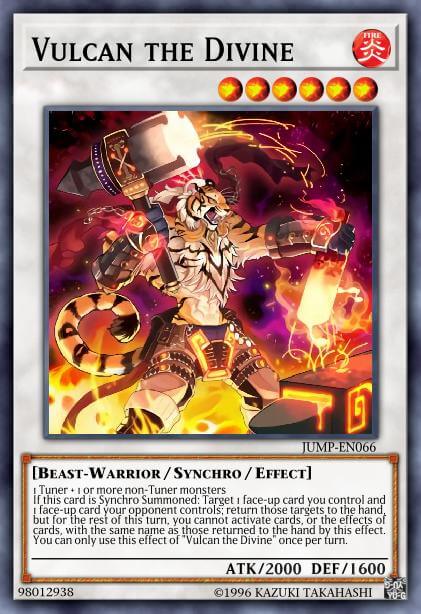 VULCAN THE DIVINE
FIRE
炎
JUMP-EN066
[BEAST-WARRIOR / SYNCHRO / EFFECT]
1 Tuner + 1 or more non-Tuner monsters
If this card is Synchro Summoned: Target 1 face-up card you control and
1 face-up card your opponent controls; return those targets to the hand,
but for the rest of this turn, you cannot activate cards, or the effects of
cards, with the same name as those returned to the hand by this effect.
You can only use this effect of "Vulcan the Divine" once per turn.
ATK/2000 DEF/1600
98012938
©1996 KAZUKI TAKAHASHI